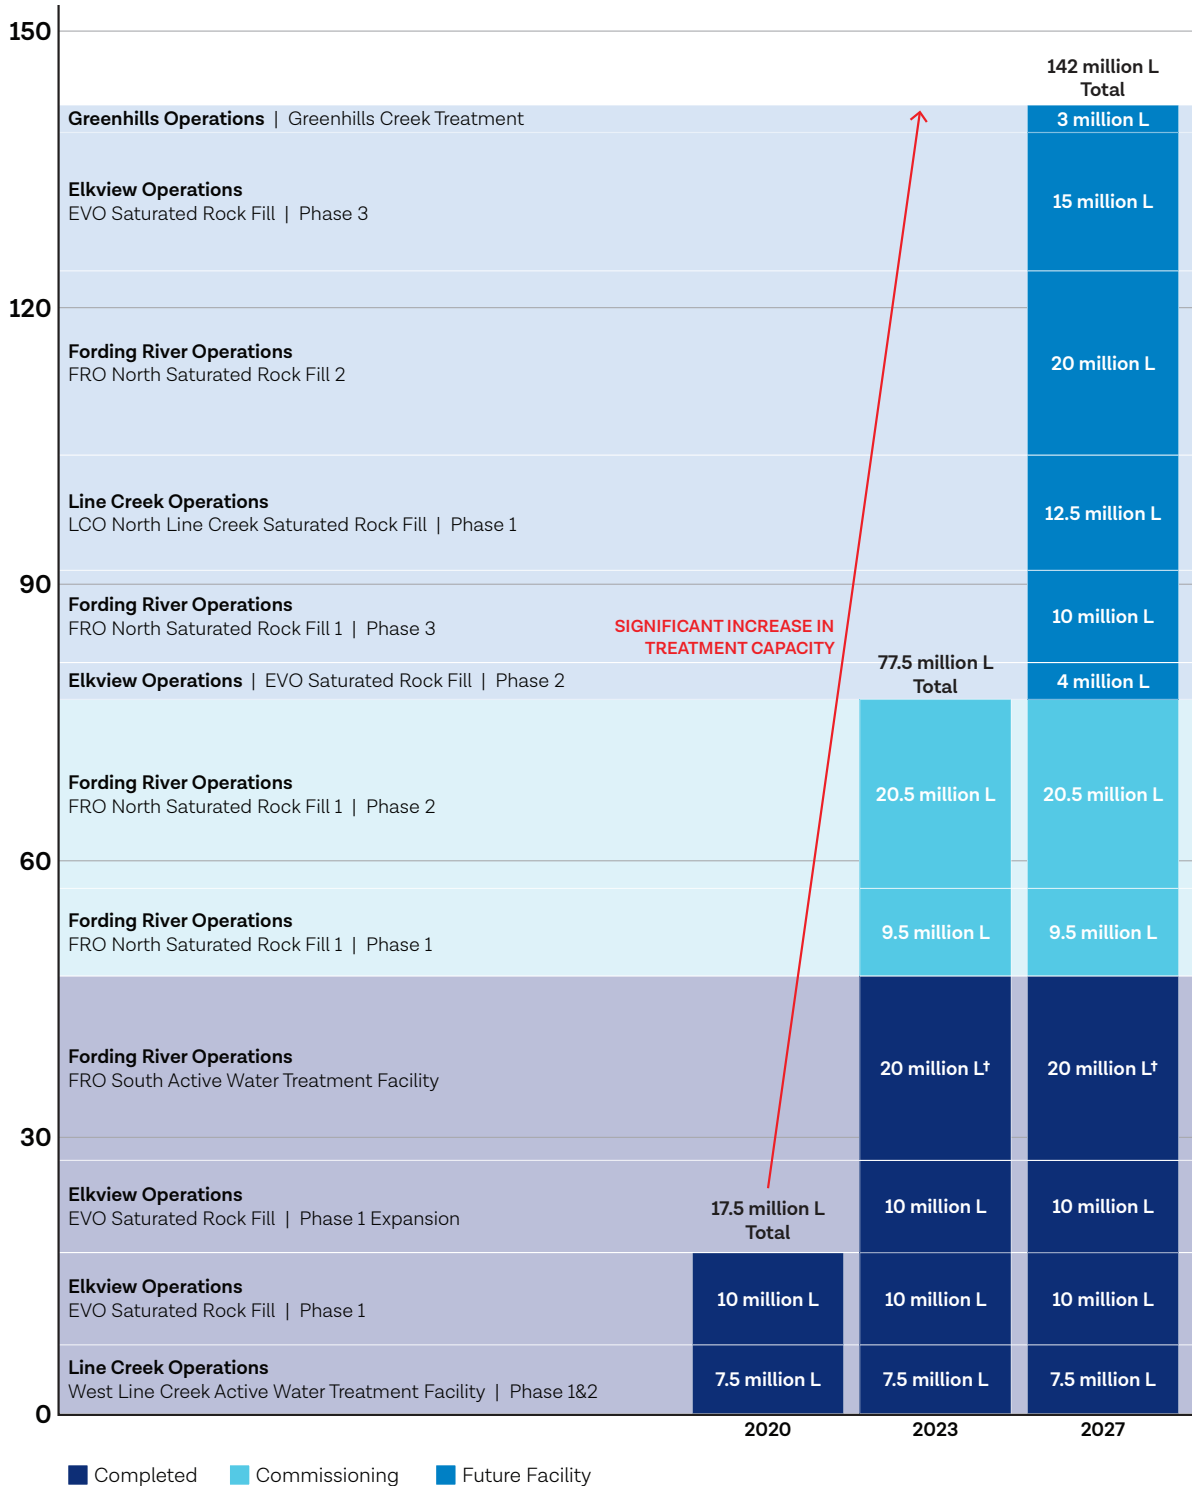 150
142 million L
Total
Greenhills Operations | Greenhills Creek Treatment
3 million L
Elkview Operations
EVO Saturated Rock Fill | Phase 3
15 million L
120
Fording River Operations
FRO North Saturated Rock Fill 2
20 million L
Line Creek Operations
LCO North Line Creek Saturated Rock Fill | Phase 1
12.5 million L
90
Fording River Operations
FRO North Saturated Rock Fill 1 | Phase 3
10 million L
SIGNIFICANT INCREASE IN
TREATMENT CAPACITY
77.5 million L
Total
Elkview Operations | EVO Saturated Rock Fill | Phase 2
4 million L
Fording River Operations
FRO North Saturated Rock Fill 1 | Phase 2
20.5 million L
20.5 million L
60
Fording River Operations
FRO North Saturated Rock Fill 1 | Phase 1
9.5 million L
9.5 million L
Fording River Operations
FRO South Active Water Treatment Facility
20 million L†
20 million L†
30
Elkview Operations
EVO Saturated Rock Fill | Phase 1 Expansion
17.5 million L
Total
10 million L
10 million L
Elkview Operations
EVO Saturated Rock Fill | Phase 1
10 million L
10 million L
10 million L
Line Creek Operations
West Line Creek Active Water Treatment Facility | Phase 1&2
7.5 million L
7.5 million L
7.5 million L
0
2020
2023
2027
Completed
Commissioning
Future Facility